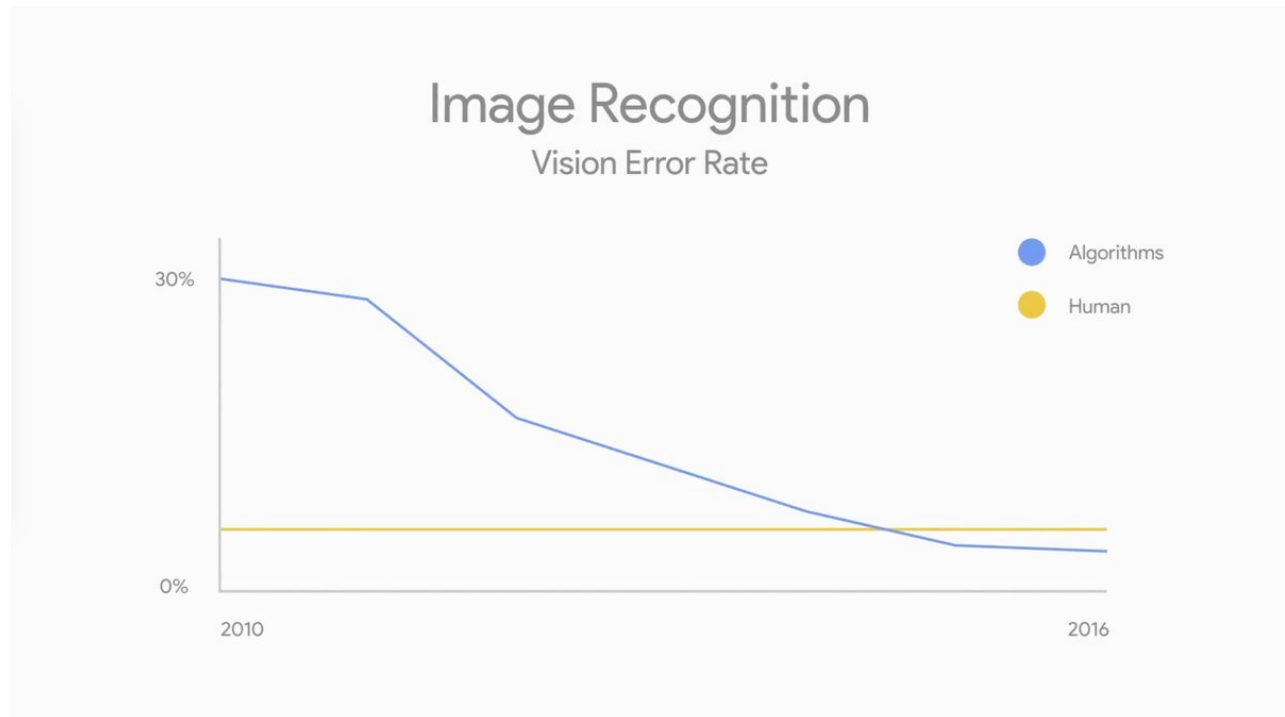 Image Recognition
Vision Error Rate
30%
0%
2010
2016
Algorithms
Human